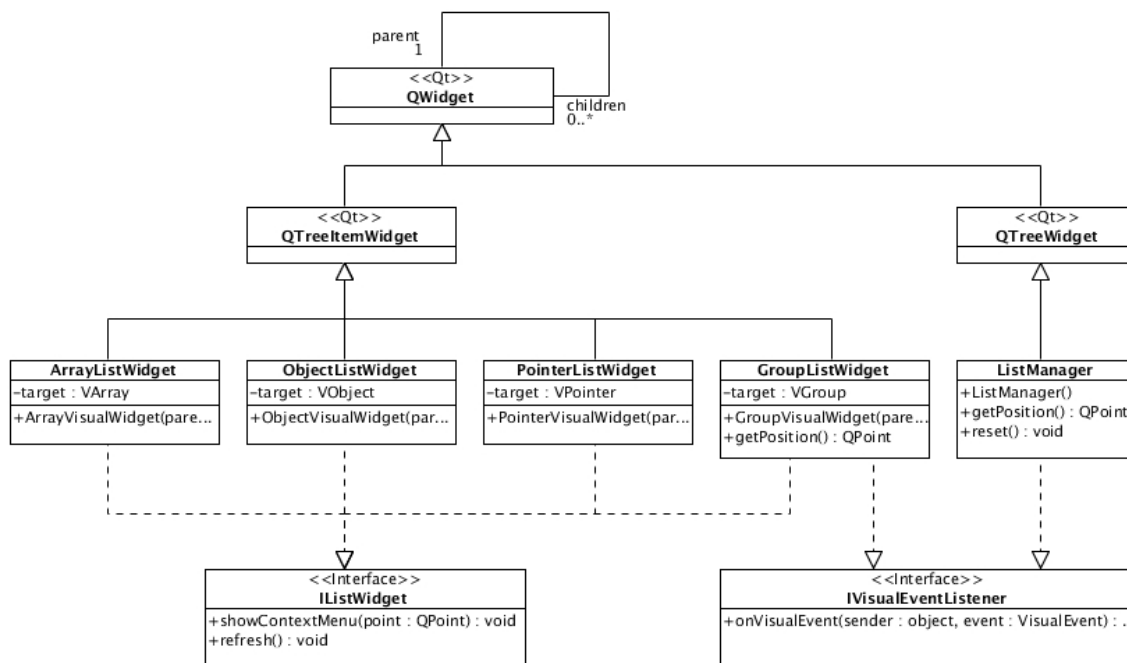 parent
1
<<Qt>>
QWidget
children
0..*
<<Qt>>
QTreeItemWidget
<<Qt>>
QTreeWidget
ArrayListWidget
-target : VArray
+ArrayVisualWidget(pare...
ObjectListWidget
-target : VObject
+ObjectVisualWidget(par...
PointerListWidget
-target : VPointer
+PointerVisualWidget(par...
GroupListWidget
-target : VGroup
+GroupVisualWidget(pare...
+getPosition() : QPoint
ListManager
+ListManager()
+getPosition() : QPoint
+reset() : void
<<Interface>>
IListWidget
+showContextMenu(point : QPoint) : void
+refresh() : void
<<Interface>>
IVisualEventListener
+onVisualEvent(sender : object, event : VisualEvent) : ..